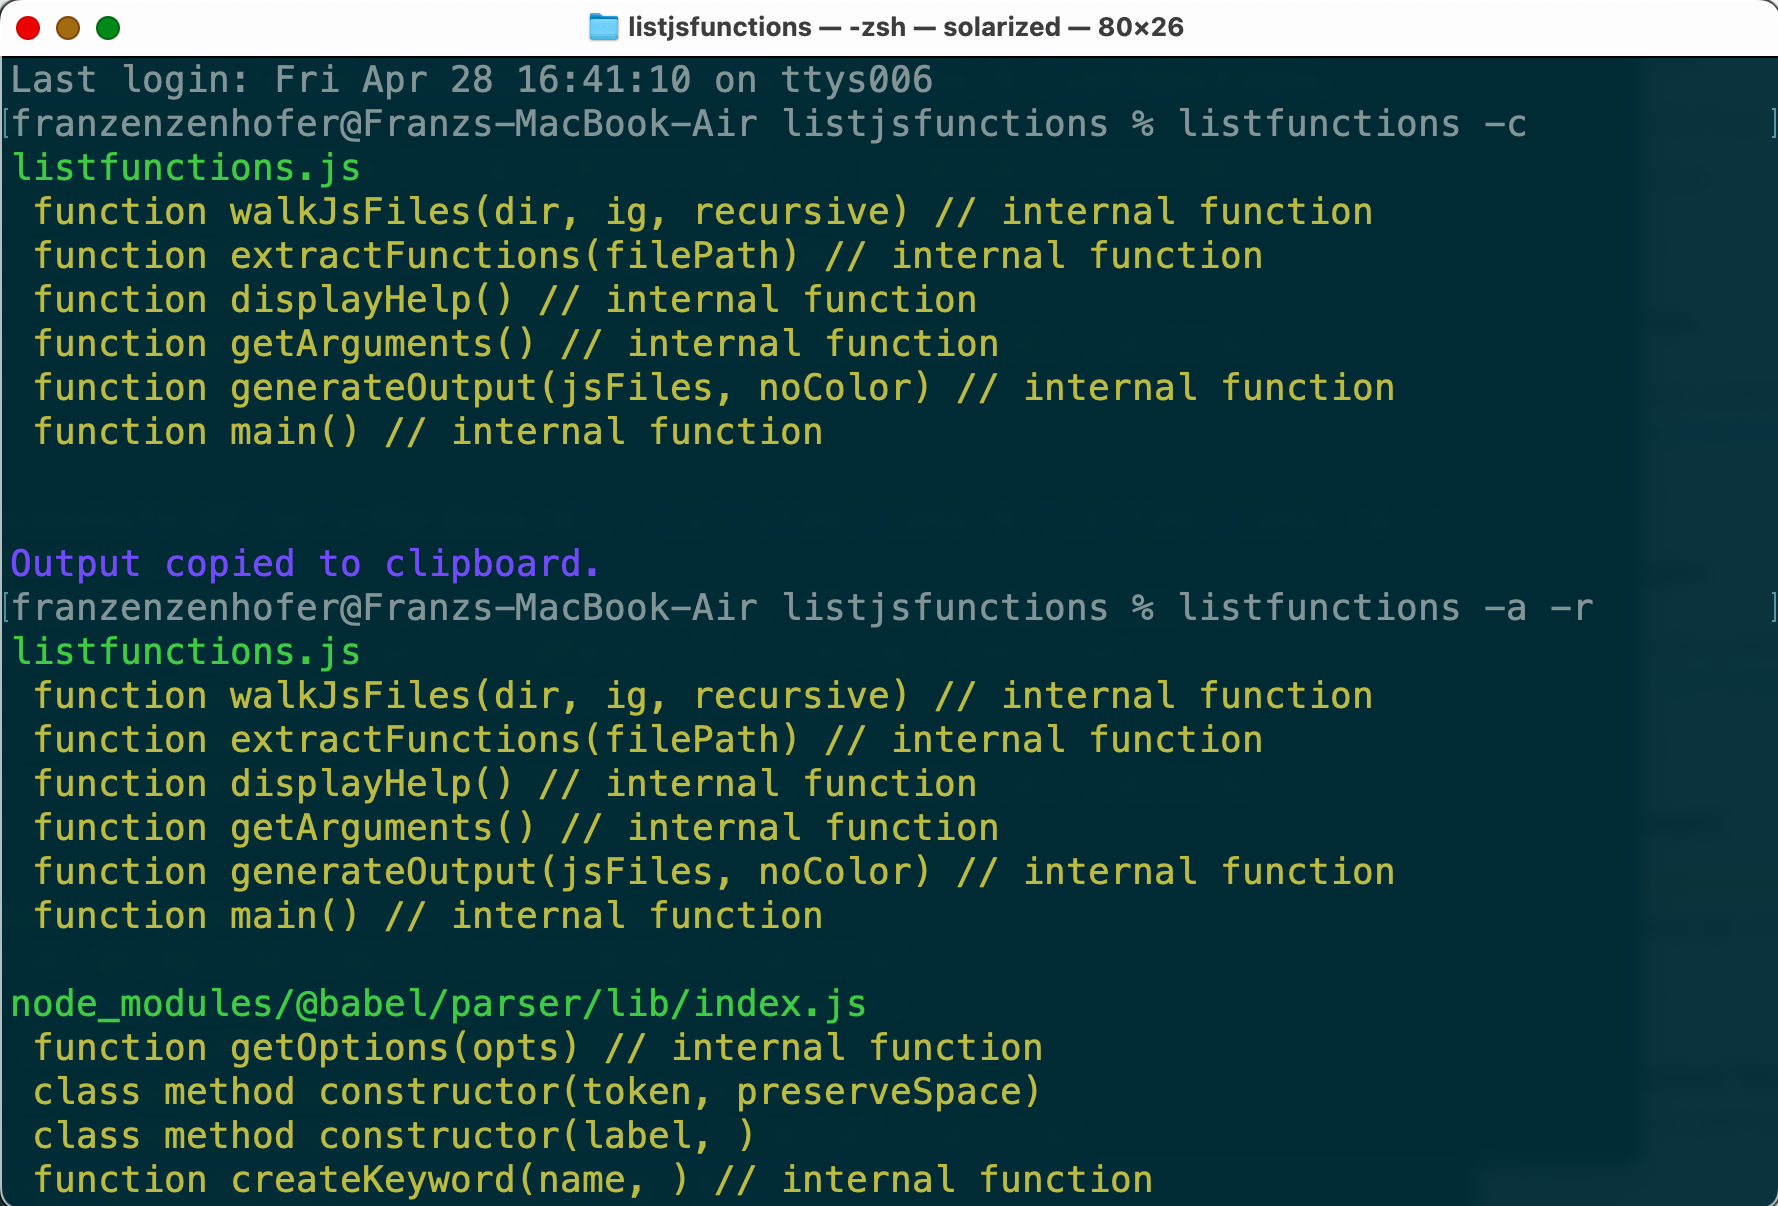 listjsfunctions — -zsh — solarized — 80×26
Last login: Fri Apr 28 16:41:10 on ttys006
[franzenzenhofer@Franzs-MacBook-Air listjsfunctions % listfunctions -c ]
listfunctions.js
 function walkJsFiles(dir, ig, recursive) // internal function
 function extractFunctions(filePath) // internal function
 function displayHelp() // internal function
 function getArguments() // internal function
 function generateOutput(jsFiles, noColor) // internal function
 function main() // internal function
Output copied to clipboard.
[franzenzenhofer@Franzs-MacBook-Air listjsfunctions % listfunctions -a -r ]
listfunctions.js
 function walkJsFiles(dir, ig, recursive) // internal function
 function extractFunctions(filePath) // internal function
 function displayHelp() // internal function
 function getArguments() // internal function
 function generateOutput(jsFiles, noColor) // internal function
 function main() // internal function
node_modules/@babel/parser/lib/index.js
 function getOptions(opts) // internal function
 class method constructor(token, preserveSpace)
 class method constructor(label, )
 function createKeyword(name, ) // internal function